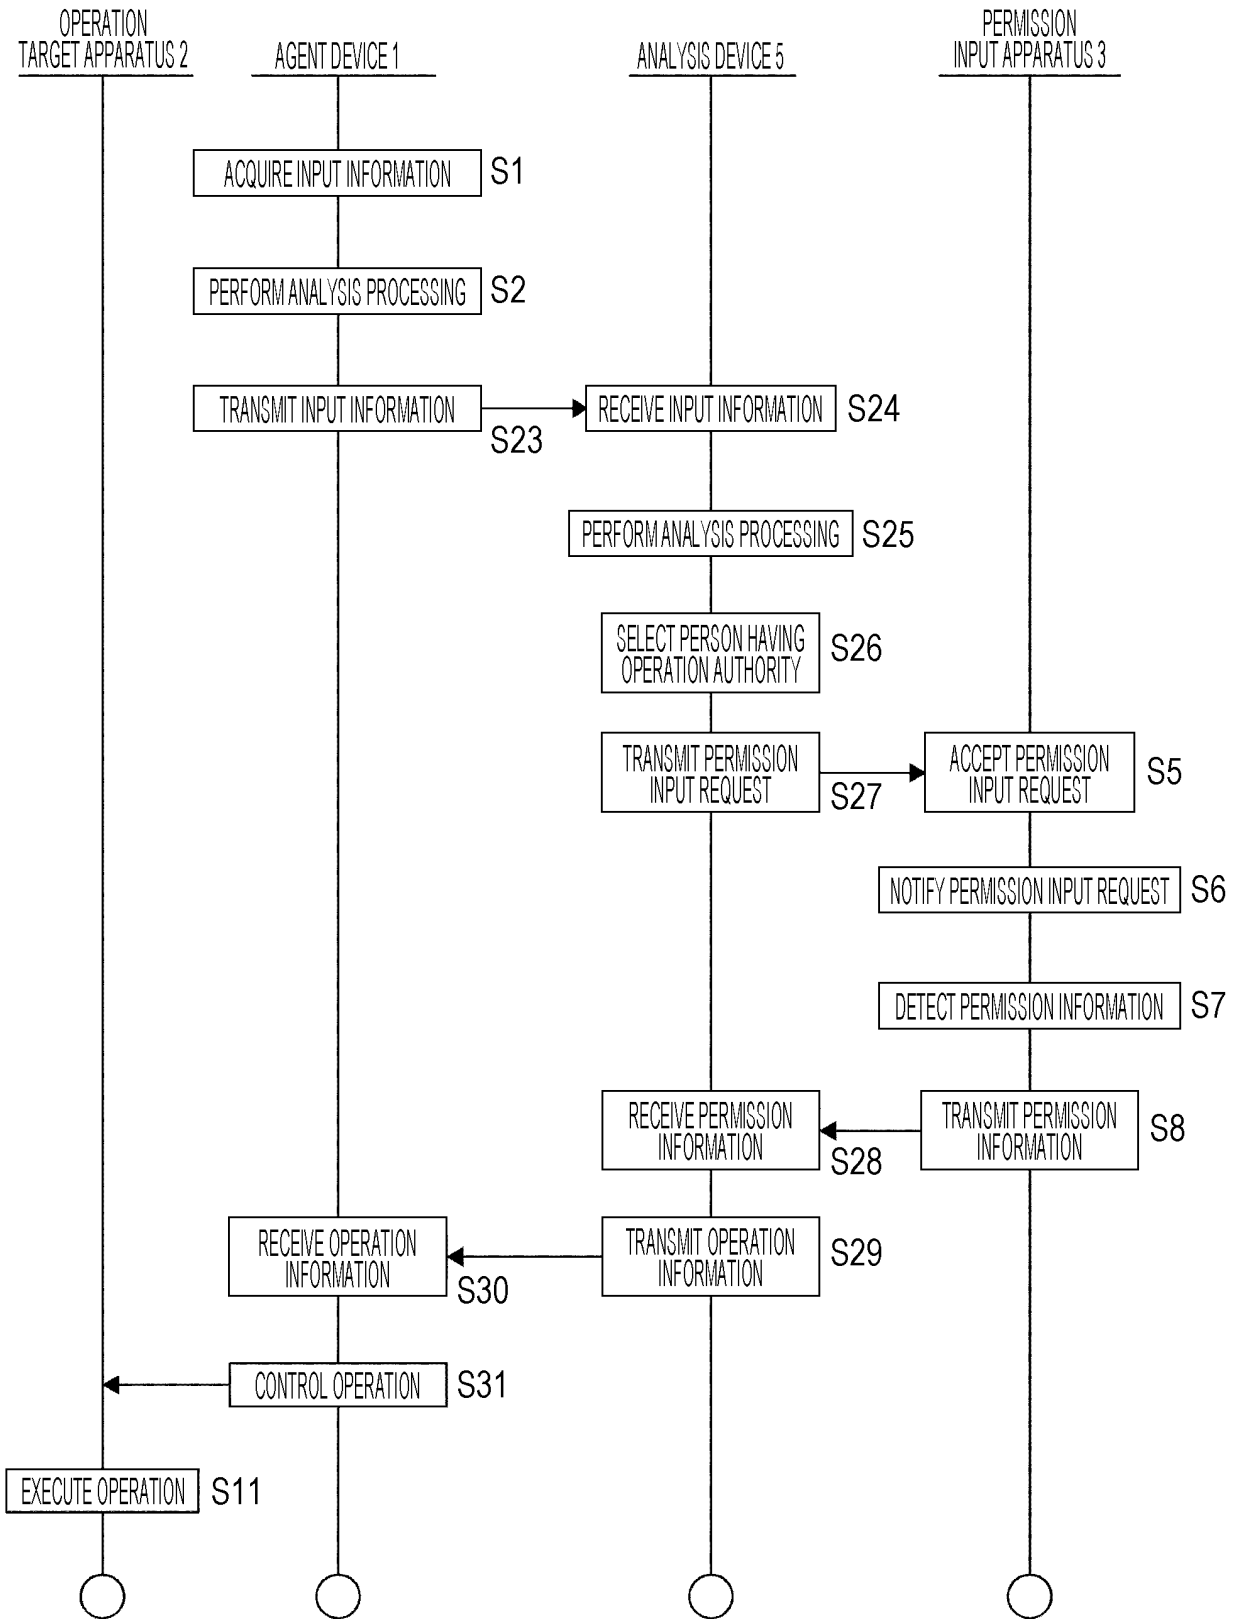 OPERATION
TARGET APPARATUS 2
AGENT DEVICE 1
ANALYSIS DEVICE 5
PERMISSION
INPUT APPARATUS 3
ACQUIRE INPUT INFORMATION
S1
PERFORM ANALYSIS PROCESSING
S2
TRANSMIT INPUT INFORMATION
S23
RECEIVE INPUT INFORMATION
S24
PERFORM ANALYSIS PROCESSING
S25
SELECT PERSON HAVING
OPERATION AUTHORITY
S26
TRANSMIT PERMISSION
INPUT REQUEST
S27
ACCEPT PERMISSION
INPUT REQUEST
S5
NOTIFY PERMISSION INPUT REQUEST
S6
DETECT PERMISSION INFORMATION
S7
RECEIVE PERMISSION
INFORMATION
S28
TRANSMIT PERMISSION
INFORMATION
S8
RECEIVE OPERATION
INFORMATION
S30
TRANSMIT OPERATION
INFORMATION
S29
CONTROL OPERATION
S31
EXECUTE OPERATION
S11